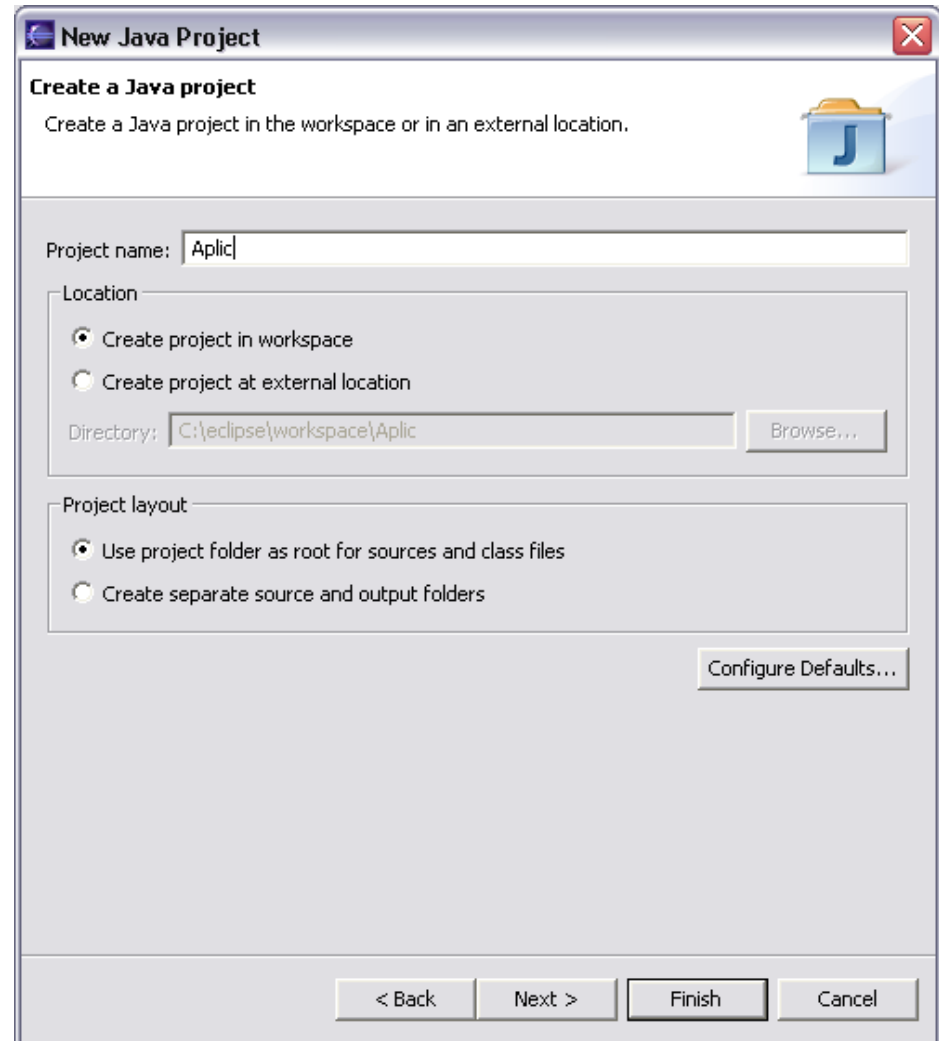 New Java Project
Create a Java project
Create a Java project in the workspace or in an external location.
J
Project name: Aplic
Location
Create project in workspace
Create project at external location
Directory: C:\eclipse\workspace\Aplic Browse...
Project layout
Use project folder as root for sources and class files
Create separate source and output folders
Configure Defaults...
< Back Next > Finish Cancel